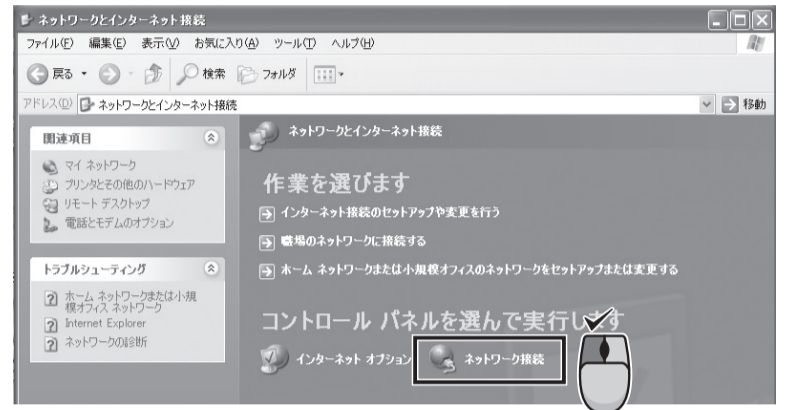 ネットワークとインターネット接続
ファイル(F) 編集(E) 表示(V) お気に入り(A) ツール(T) ヘルプ(H)
戻る 検索 フォルダ
アドレス(D) ネットワークとインターネット接続 移動
関連項目
マイ ネットワーク
プリンタとその他のハードウェア
リモート デスクトップ
電話とモデムのオプション
トラブルシューティング
ホーム ネットワークまたは小規
模オフィス ネットワーク
Internet Explorer
ネットワークの診断
ネットワークとインターネット接続
作業を選びます
インターネット接続のセットアップや変更を行う
職場のネットワークに接続する
ホーム ネットワークまたは小規模オフィスのネットワークをセットアップまたは変更する
コントロール パネルを選んで実行します
インターネット オプション ネットワーク接続